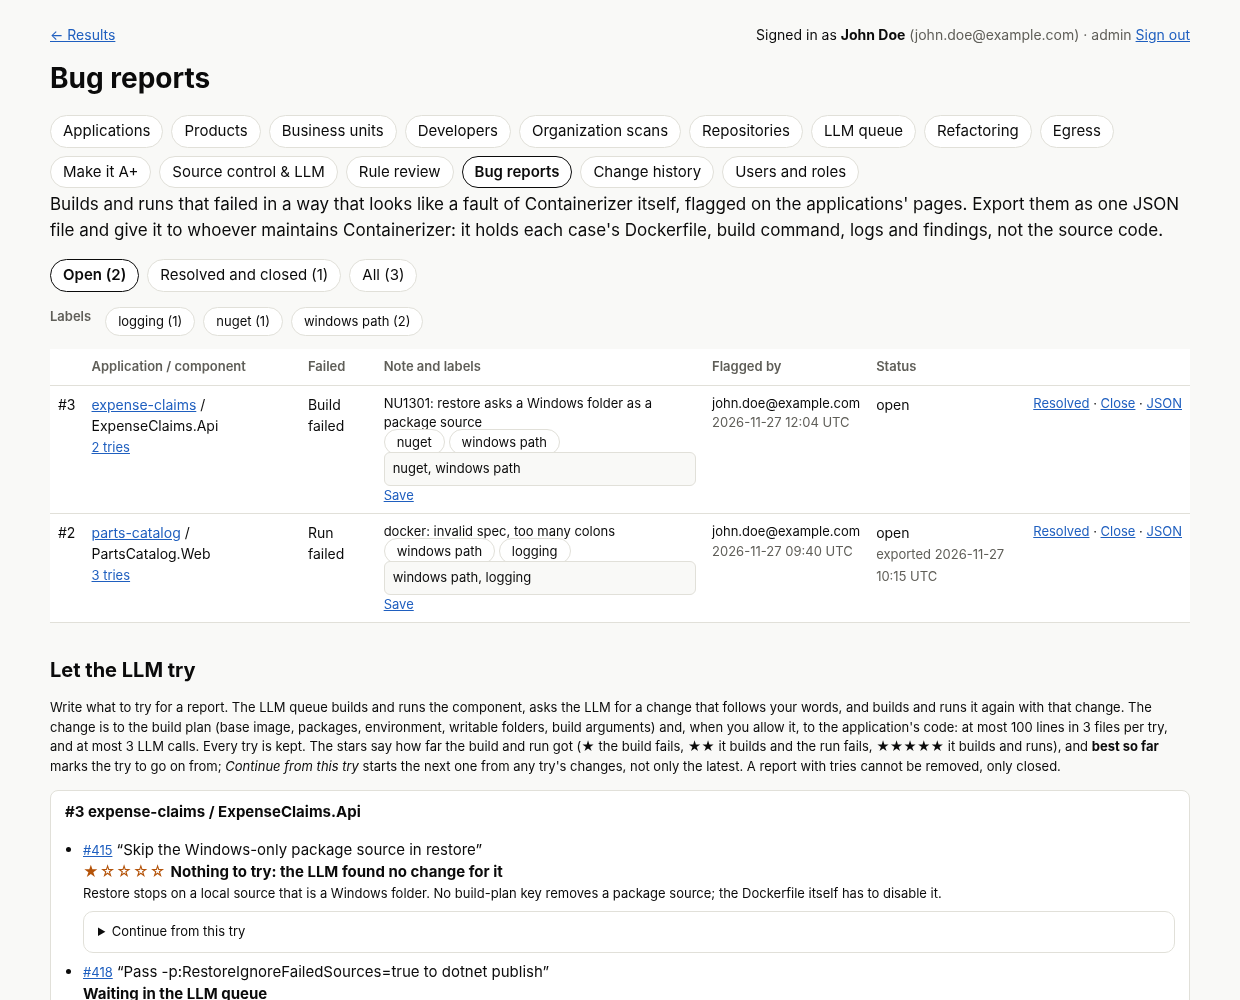 ← Results
Signed in as John Doe (john.doe@example.com) · admin Sign out
Bug reports
Applications Products Business units Developers Organization scans Repositories LLM queue Refactoring Egress
Make it A+ Source control & LLM Rule review Bug reports Change history Users and roles
Builds and runs that failed in a way that looks like a fault of Containerizer itself, flagged on the applications' pages. Export them as one JSON
file and give it to whoever maintains Containerizer: it holds each case's Dockerfile, build command, logs and findings, not the source code.
Open (2) Resolved and closed (1) All (3)
Labels logging (1) nuget (1) windows path (2)
Application / component Failed Note and labels Flagged by Status
#3 expense-claims / ExpenseClaims.Api
2 tries
Build failed
NU1301: restore asks a Windows folder as a
package source
nuget windows path
nuget, windows path
Save
john.doe@example.com
2026-11-27 12:04 UTC
open
Resolved · Close · JSON
#2 parts-catalog / PartsCatalog.Web
3 tries
Run failed
docker: invalid spec, too many colons
windows path logging
windows path, logging
Save
john.doe@example.com
2026-11-27 09:40 UTC
open
exported 2026-11-27
10:15 UTC
Resolved · Close · JSON
Let the LLM try
Write what to try for a report. The LLM queue builds and runs the component, asks the LLM for a change that follows your words, and builds and runs it again with that change. The
change is to the build plan (base image, packages, environment, writable folders, build arguments) and, when you allow it, to the application's code: at most 100 lines in 3 files per try,
and at most 3 LLM calls. Every try is kept. The stars say how far the build and run got (★ the build fails, ★★ it builds and the run fails, ★★★★★ it builds and runs), and best so far
marks the try to go on from; Continue from this try starts the next one from any try's changes, not only the latest. A report with tries cannot be removed, only closed.
#3 expense-claims / ExpenseClaims.Api
• #415 “Skip the Windows-only package source in restore”
★☆☆☆☆ Nothing to try: the LLM found no change for it
Restore stops on a local source that is a Windows folder. No build-plan key removes a package source; the Dockerfile itself has to disable it.
▶ Continue from this try
• #418 “Pass -p:RestoreIgnoreFailedSources=true to dotnet publish”
Waiting in the LLM queue